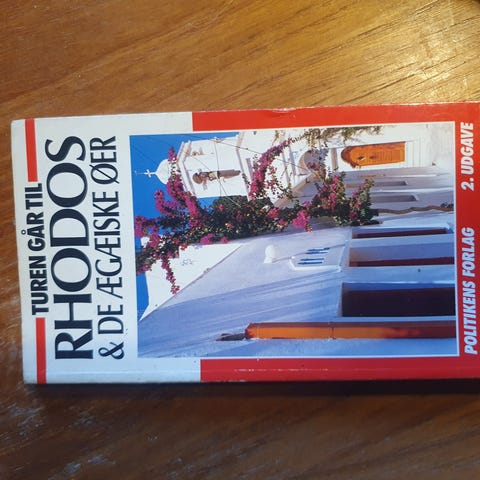 TUREN GÅR TIL
RHODOS
& DE ÆGÆISKE ØER
POLITIKENS FORLAG 2. UDGAVE